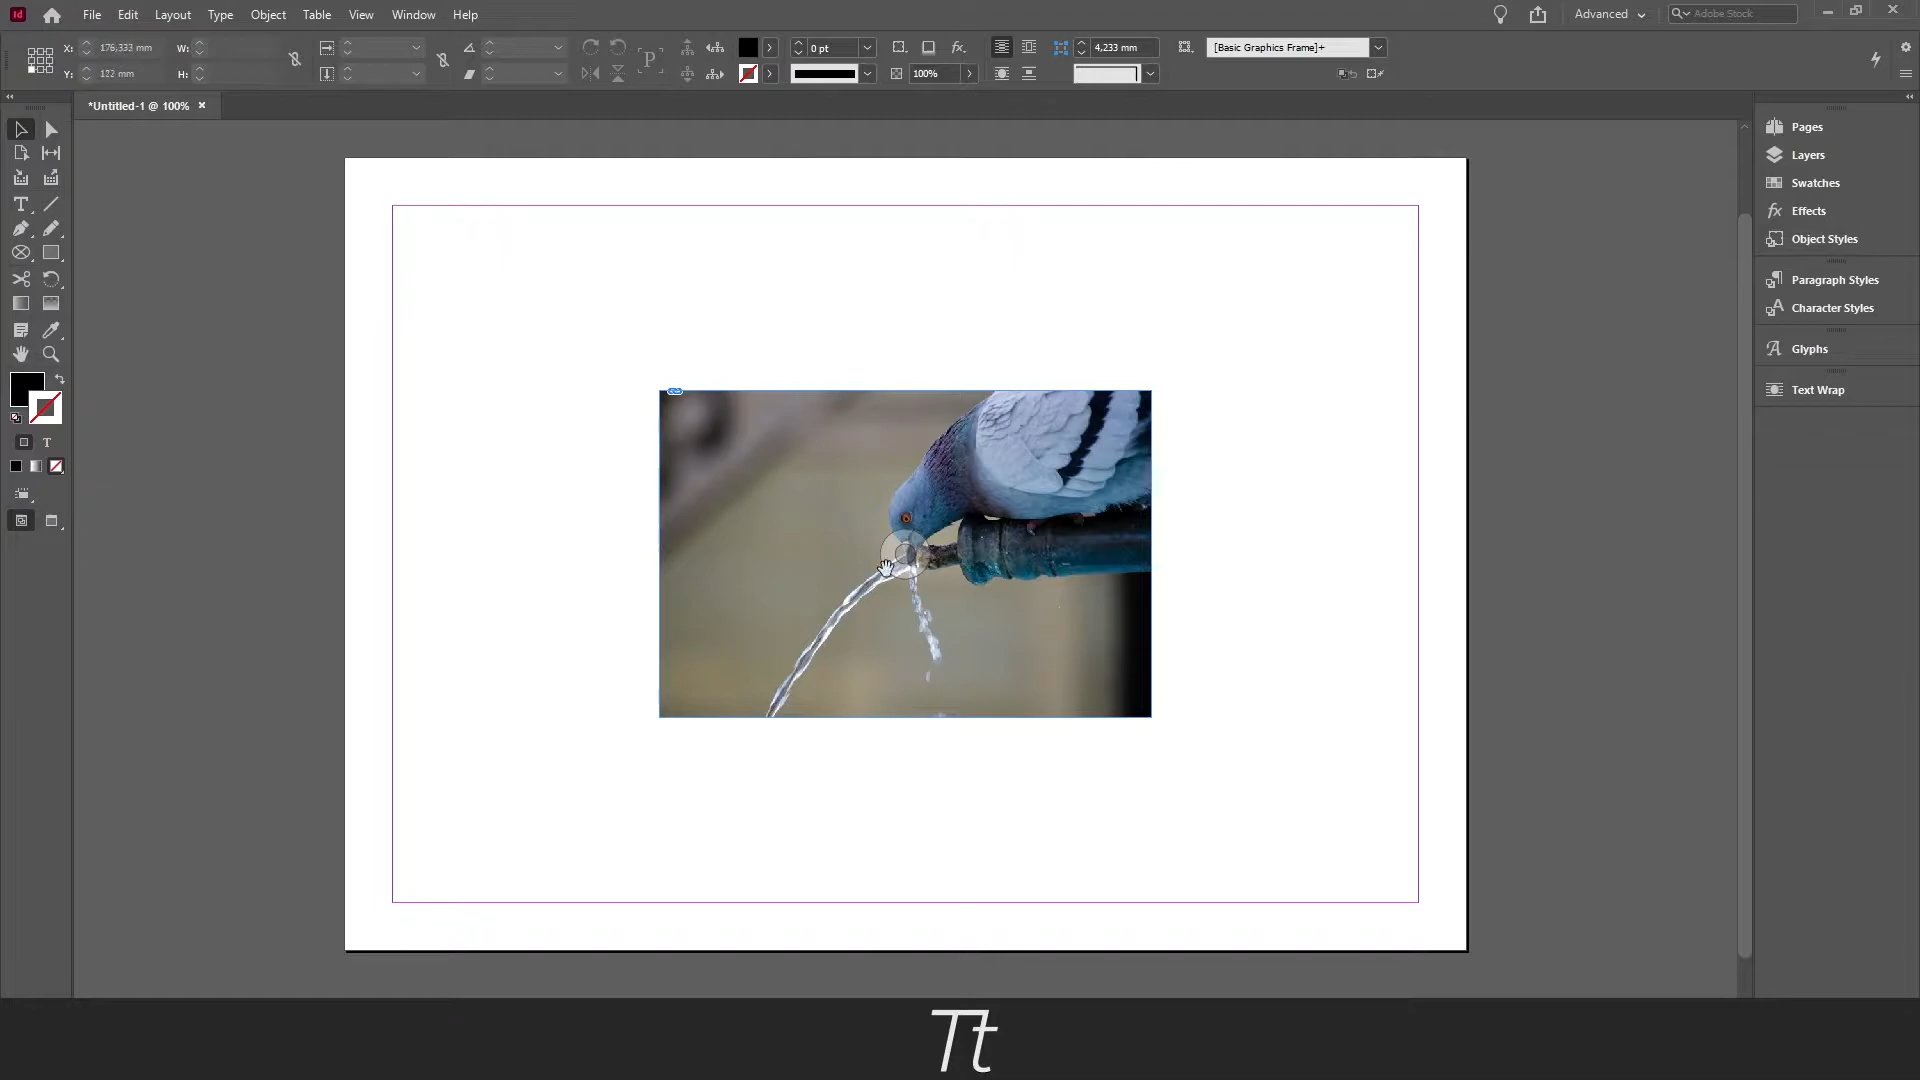 Id File Edit Layout Type Object Table View Window Help Advanced Adobe Stock
X: 176,333 mm W: 0 pt 4,233 mm [Basic Graphics Frame]+
Y: 122 mm H: P fx 100%
*Untitled-1 @ 100% ×
Pages
Layers
Swatches
fx Effects
Object Styles
Paragraph Styles
Character Styles
Glyphs
Text Wrap
T
T
Tt